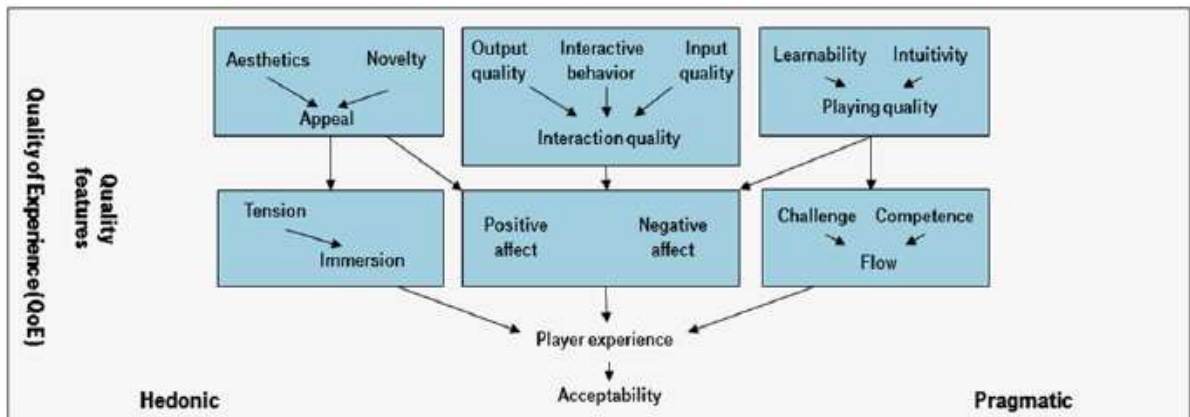 Aesthetics Novelty
Appeal
Output quality
Interactive behavior
Input quality
Interaction quality
Learnability Intuitivity
Playing quality
Tension
Immersion
Positive affect
Negative affect
Challenge Competence
Flow
Player experience
Acceptability
Quality of Experience(QoE)
Quality features
Hedonic
Pragmatic